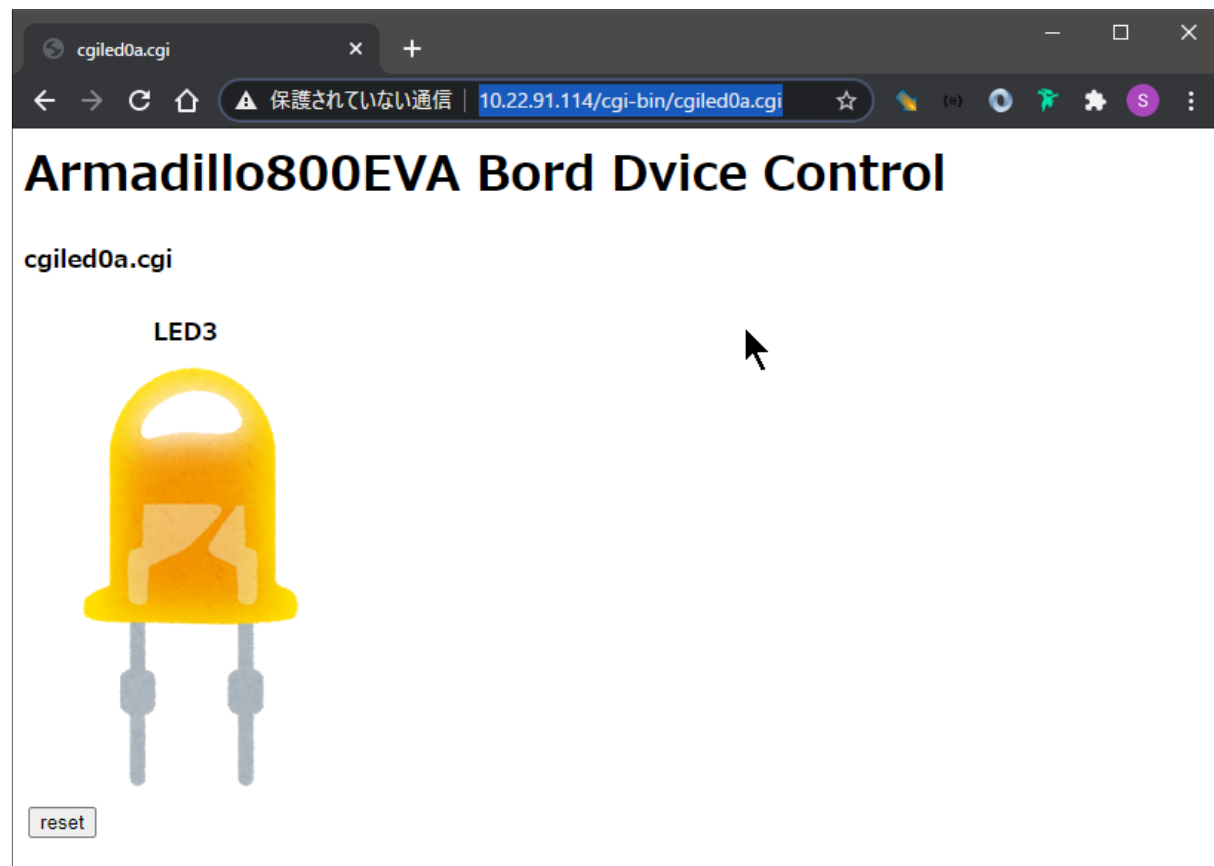 cgiled0a.cgi
保護されていない通信 10.22.91.114/cgi-bin/cgiled0a.cgi
S
Armadillo800EVA Bord Dvice Control
cgiled0a.cgi
LED3
reset